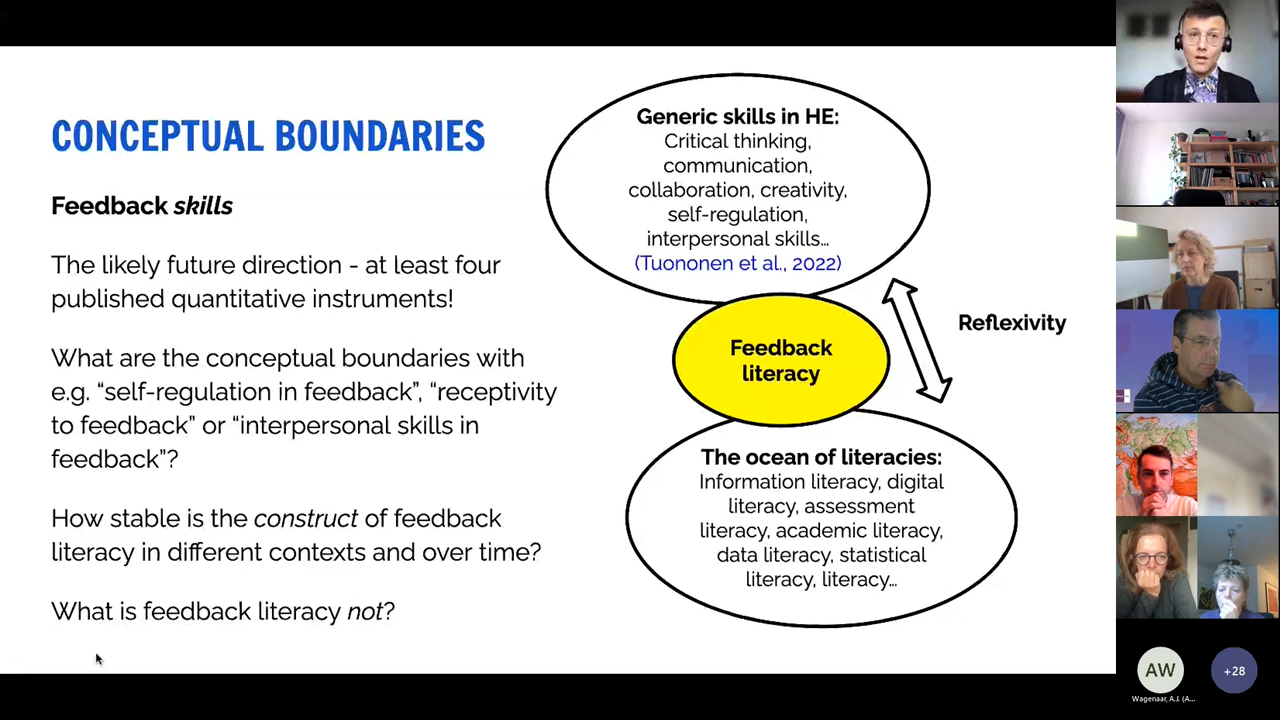 CONCEPTUAL BOUNDARIES
Feedback skills
The likely future direction - at least four
published quantitative instruments!
What are the conceptual boundaries with
e.g. “self-regulation in feedback”, “receptivity
to feedback” or “interpersonal skills in
feedback”?
How stable is the construct of feedback
literacy in different contexts and over time?
What is feedback literacy not?
Generic skills in HE:
Critical thinking,
communication,
collaboration, creativity,
self-regulation,
interpersonal skills…
(Tuononen et al., 2022)
Feedback
literacy
Reflexivity
The ocean of literacies:
Information literacy, digital
literacy, assessment
literacy, academic literacy,
data literacy, statistical
literacy, literacy…
AW
+28
Wagenaar, A.I. (A...